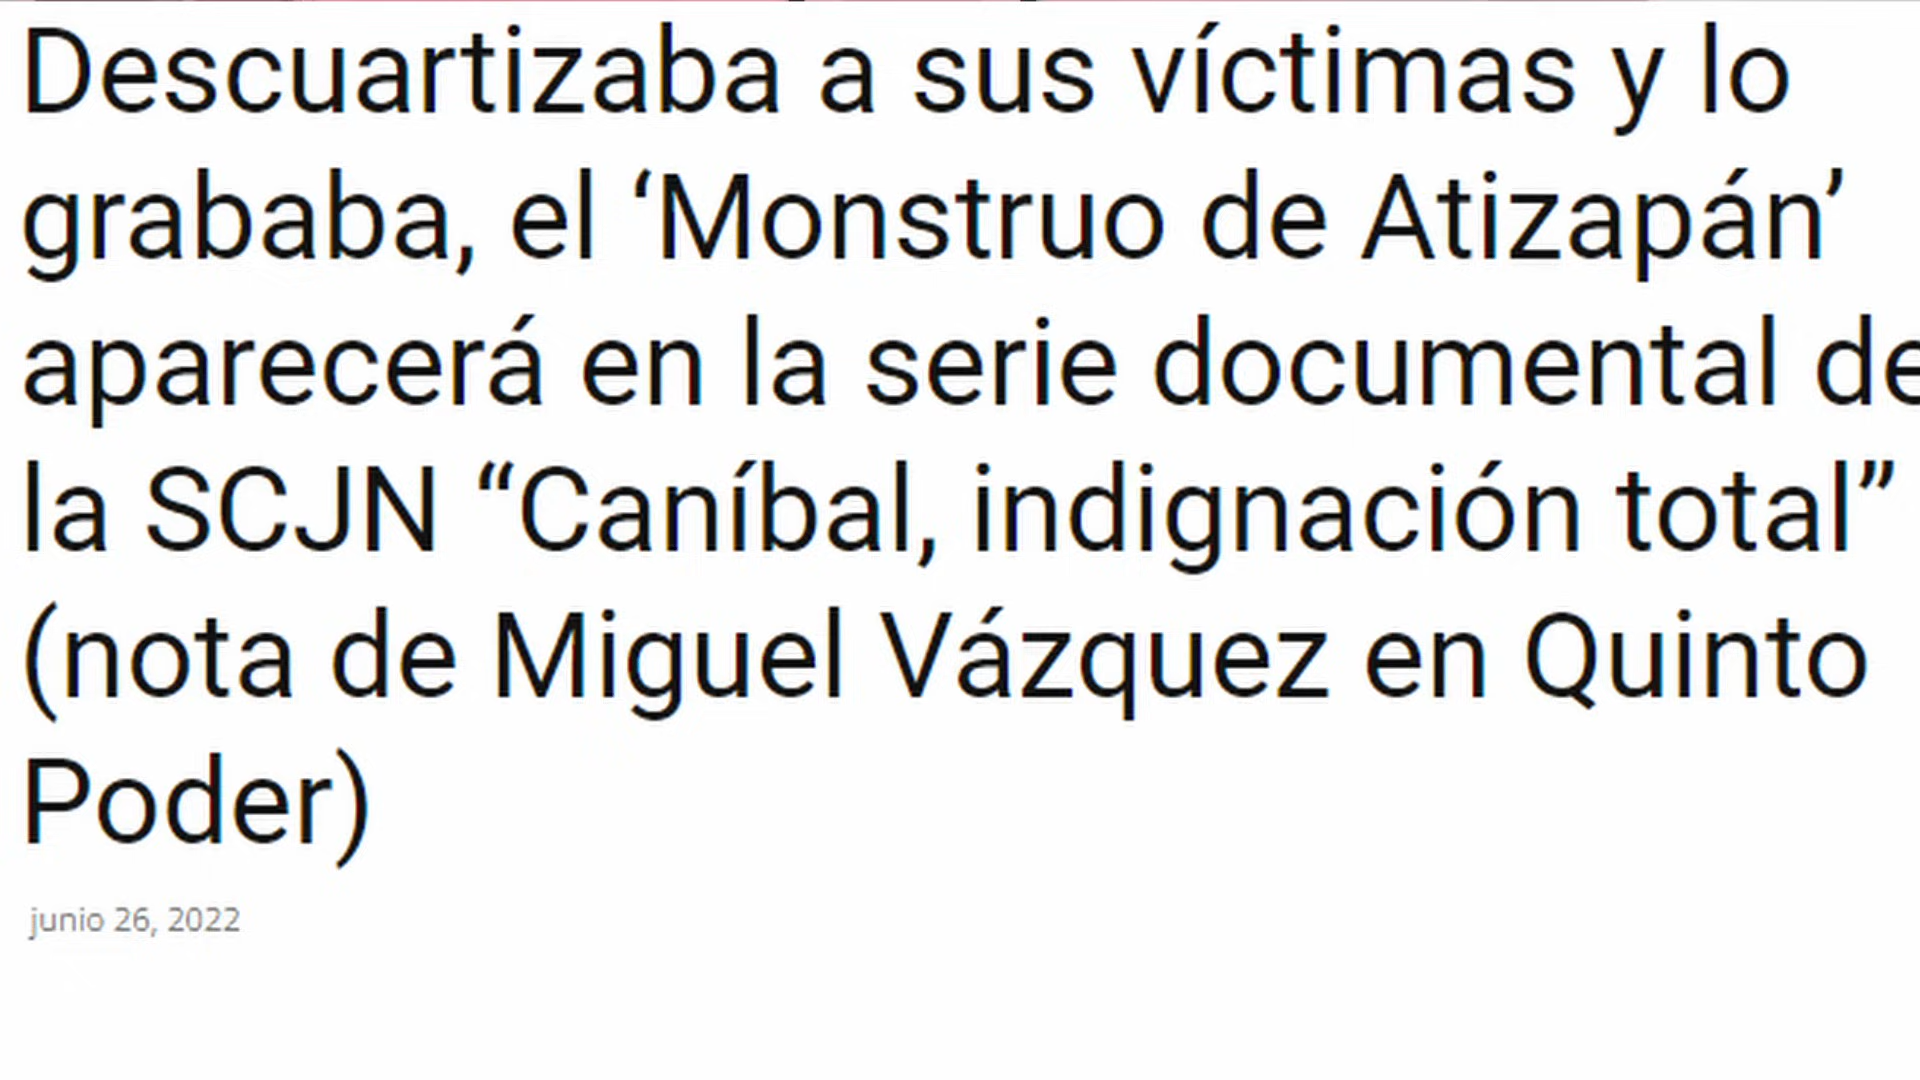 Descuartizaba a sus víctimas y lo
grababa, el ‘Monstruo de Atizapán’
aparecerá en la serie documental de
la SCJN “Caníbal, indignación total”
(nota de Miguel Vázquez en Quinto
Poder)
junio 26, 2022